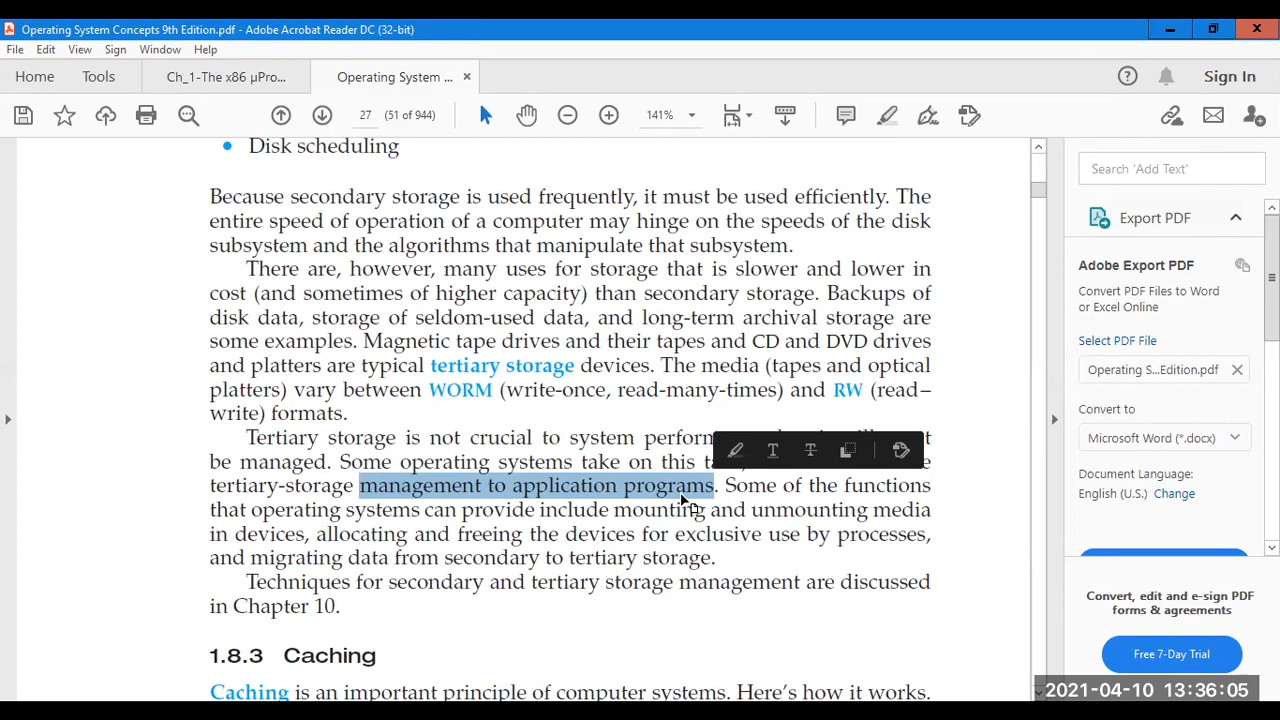 Operating System Concepts 9th Edition.pdf - Adobe Acrobat Reader DC (32-bit)
File Edit View Sign Window Help
Home Tools Ch_1-The x86 µPro... Operating System ... × Sign In
27 (51 of 944) 141%
• Disk scheduling
Because secondary storage is used frequently, it must be used efficiently. The
entire speed of operation of a computer may hinge on the speeds of the disk
subsystem and the algorithms that manipulate that subsystem.
There are, however, many uses for storage that is slower and lower in
cost (and sometimes of higher capacity) than secondary storage. Backups of
disk data, storage of seldom-used data, and long-term archival storage are
some examples. Magnetic tape drives and their tapes and CD and DVD drives
and platters are typical tertiary storage devices. The media (tapes and optical
platters) vary between WORM (write-once, read-many-times) and RW (read–
write) formats.
Tertiary storage is not crucial to system
be managed. Some operating systems take on this
tertiary-storage management to application programs. Some of the functions
that operating systems can provide include mounting and unmounting media
in devices, allocating and freeing the devices for exclusive use by processes,
and migrating data from secondary to tertiary storage.
Techniques for secondary and tertiary storage management are discussed
in Chapter 10.
1.8.3 Caching
Caching is an important principle of computer systems. Here's how it works.
Search 'Add Text'
Export PDF
Adobe Export PDF
Convert PDF Files to Word
or Excel Online
Select PDF File
Operating S...Edition.pdf ×
Convert to
Microsoft Word (*.docx)
Document Language:
English (U.S.) Change
Convert, edit and e-sign PDF
forms & agreements
Free 7-Day Trial
2021-04-10 13:36:05